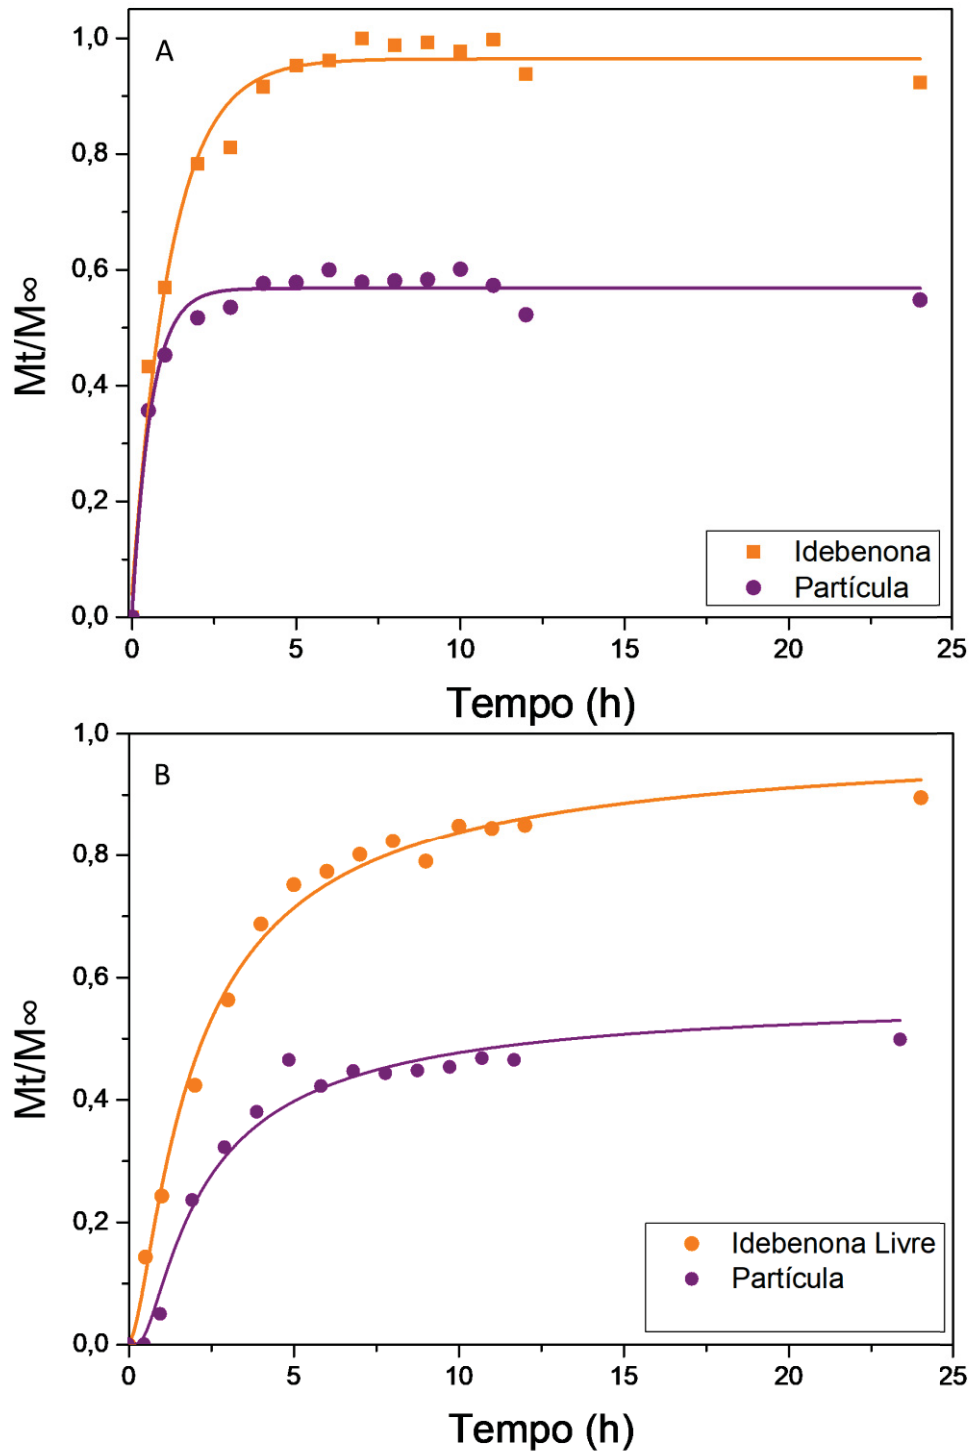 A
1,0
0,8
0,6
0,4
0,2
0,0
Mt/M∞
Idebenona
Partícula
0 5 10 15 20 25
Tempo (h)
B
1,0
0,8
0,6
0,4
0,2
0,0
Mt/M∞
Idebenona Livre
Partícula
0 5 10 15 20 25
Tempo (h)